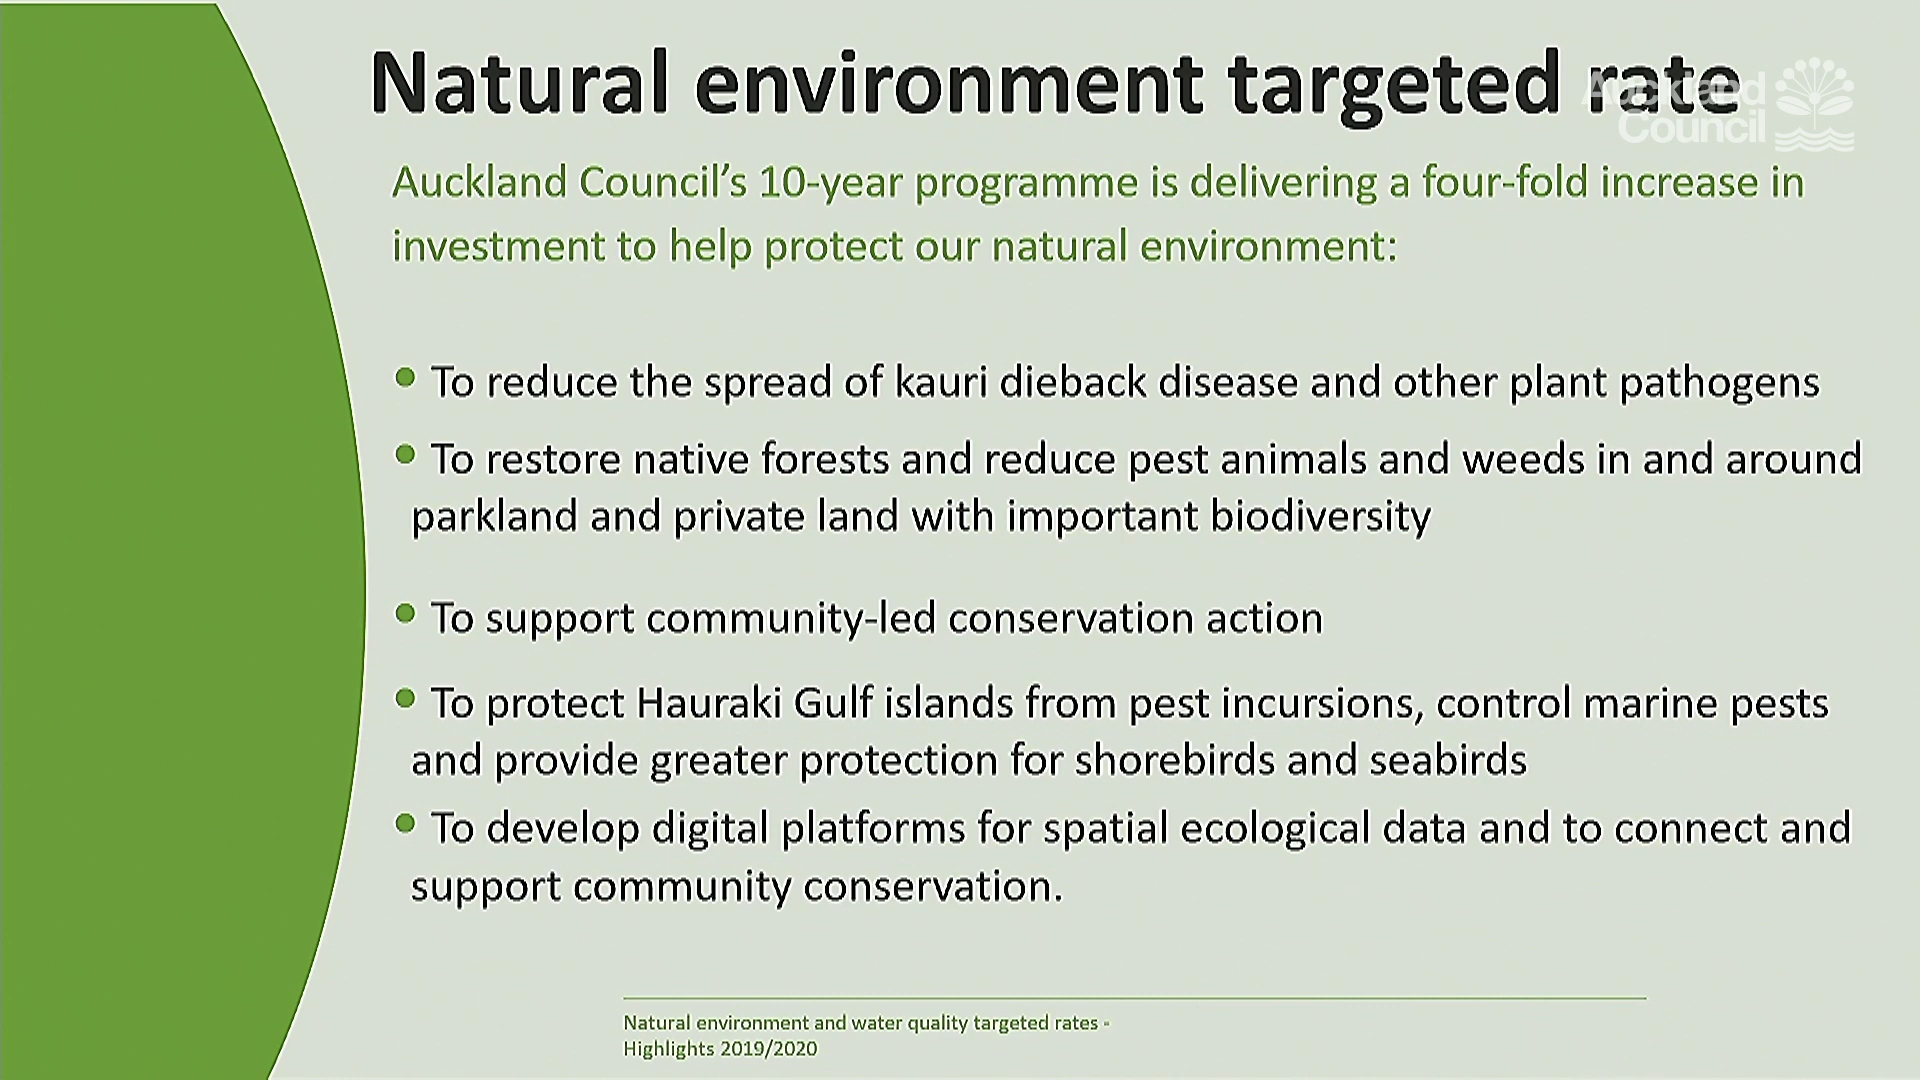 Natural environment targeted rate
Auckland
Council
Auckland Council’s 10-year programme is delivering a four-fold increase in
investment to help protect our natural environment:
• To reduce the spread of kauri dieback disease and other plant pathogens
• To restore native forests and reduce pest animals and weeds in and around
parkland and private land with important biodiversity
• To support community-led conservation action
• To protect Hauraki Gulf islands from pest incursions, control marine pests
and provide greater protection for shorebirds and seabirds
• To develop digital platforms for spatial ecological data and to connect and
support community conservation.
Natural environment and water quality targeted rates -
Highlights 2019/2020